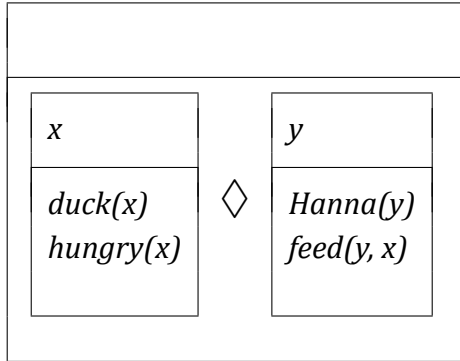 x
duck(x)
hungry(x)
◇
y
Hanna(y)
feed(y, x)